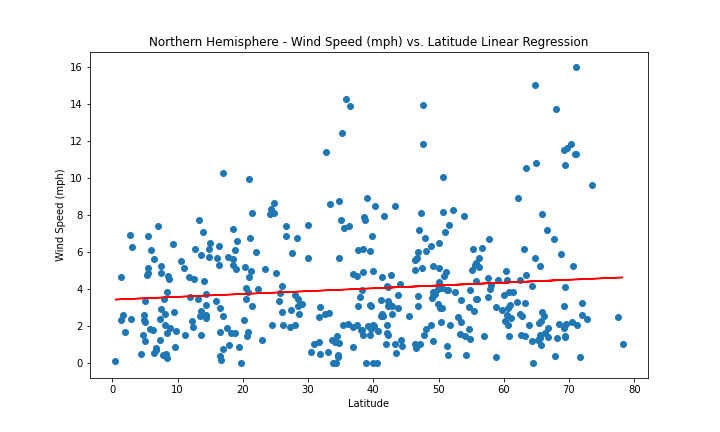 Northern Hemisphere - Wind Speed (mph) vs. Latitude Linear Regression
16
14
12
10
8
6
4
2
0
Wind Speed (mph)
0 10 20 30 40 50 60 70 80
Latitude